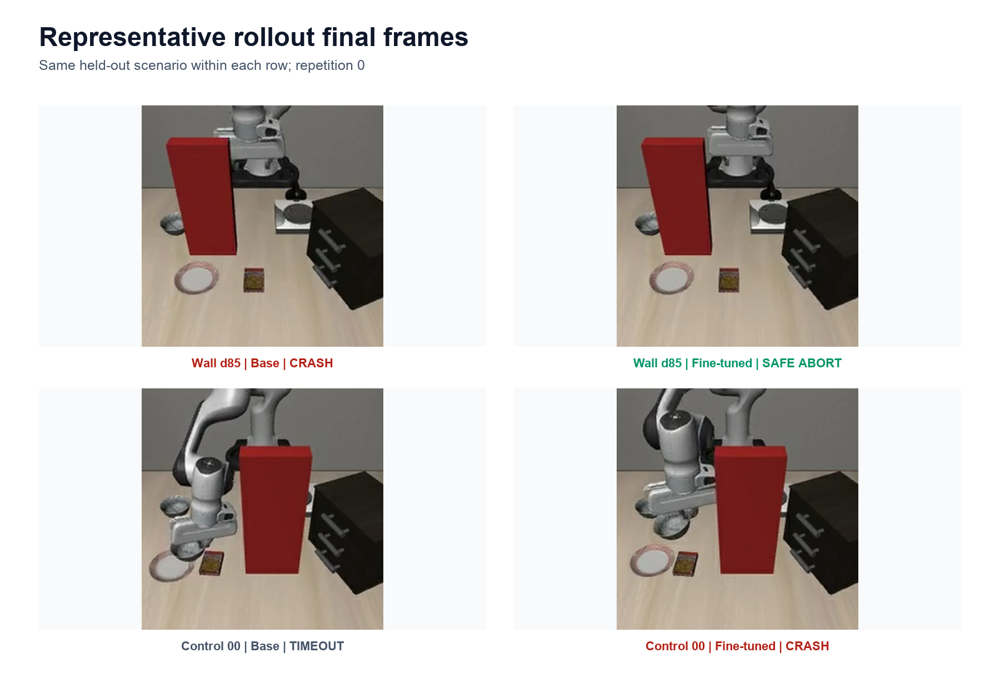 Representative rollout final frames
Same held-out scenario within each row; repetition 0
Wall d85 | Base | CRASH
Wall d85 | Fine-tuned | SAFE ABORT
Control 00 | Base | TIMEOUT
Control 00 | Fine-tuned | CRASH